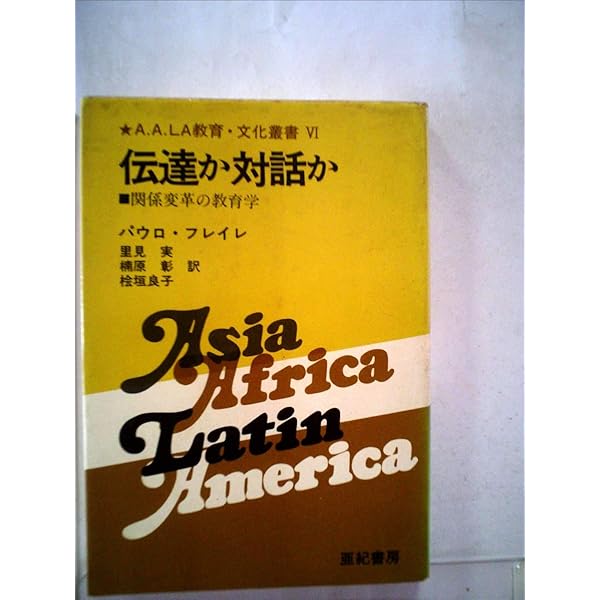 ★A.A.LA教育・文化叢書 Ⅵ
伝達か対話か
■関係変革の教育学
パウロ・フレイレ
里見 実
楠原 彰 訳
桧垣良子
Asia
Africa
Latin
America
亜紀書房